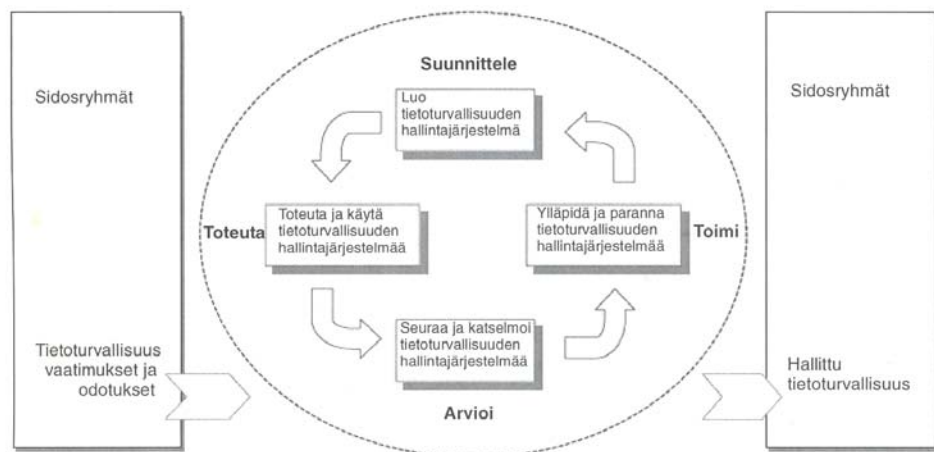 Sidosryhmät
Tietoturvallisuus
vaatimukset ja
odotukset
Suunnittele
Luo
tietoturvallisuuden
hallintajärjestelmä
Toteuta
Toteuta ja käytä
tietoturvallisuuden
hallintajärjestelmää
Ylläpidä ja paranna
tietoturvallisuuden
hallintajärjestelmää
Toimi
Seuraa ja katselmoi
tietoturvallisuuden
hallintajärjestelmää
Arvioi
Sidosryhmät
Hallittu
tietoturvallisuus